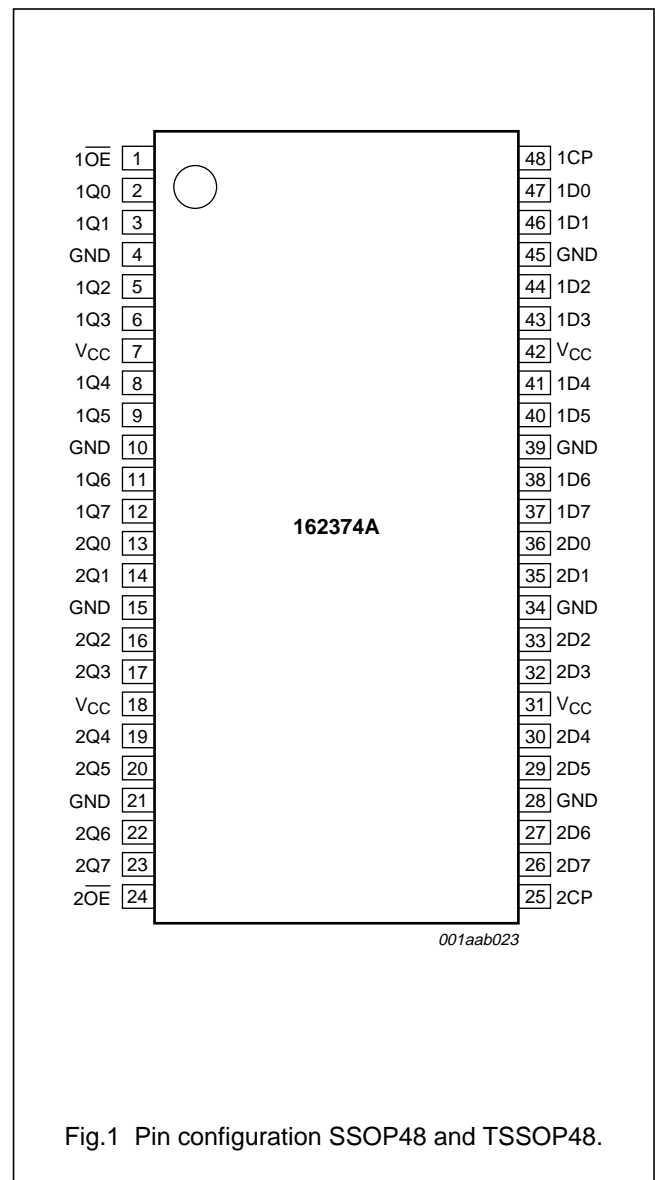 1O̅E̅ 1 48 1CP
1Q0 2 47 1D0
1Q1 3 46 1D1
GND 4 45 GND
1Q2 5 44 1D2
1Q3 6 43 1D3
VCC 7 42 VCC
1Q4 8 41 1D4
1Q5 9 40 1D5
GND 10 39 GND
1Q6 11 38 1D6
1Q7 12 37 1D7
162374A
2Q0 13 36 2D0
2Q1 14 35 2D1
GND 15 34 GND
2Q2 16 33 2D2
2Q3 17 32 2D3
VCC 18 31 VCC
2Q4 19 30 2D4
2Q5 20 29 2D5
GND 21 28 GND
2Q6 22 27 2D6
2Q7 23 26 2D7
2O̅E̅ 24 25 2CP
001aab023
Fig.1 Pin configuration SSOP48 and TSSOP48.